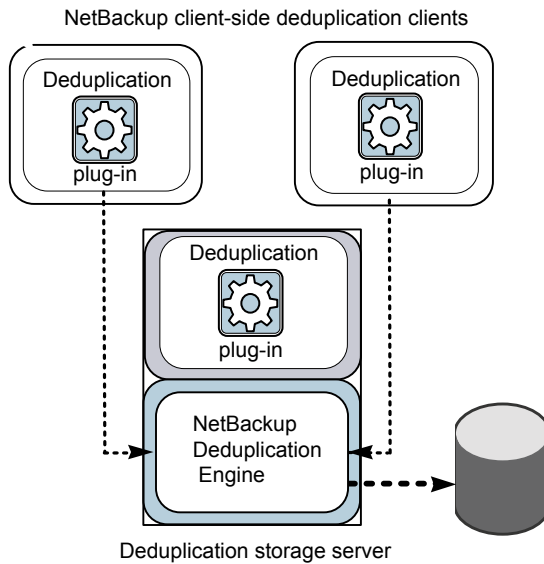 NetBackup client-side deduplication clients
Deduplication
plug-in
Deduplication
plug-in
Deduplication
plug-in
NetBackup
Deduplication
Engine
Deduplication storage server